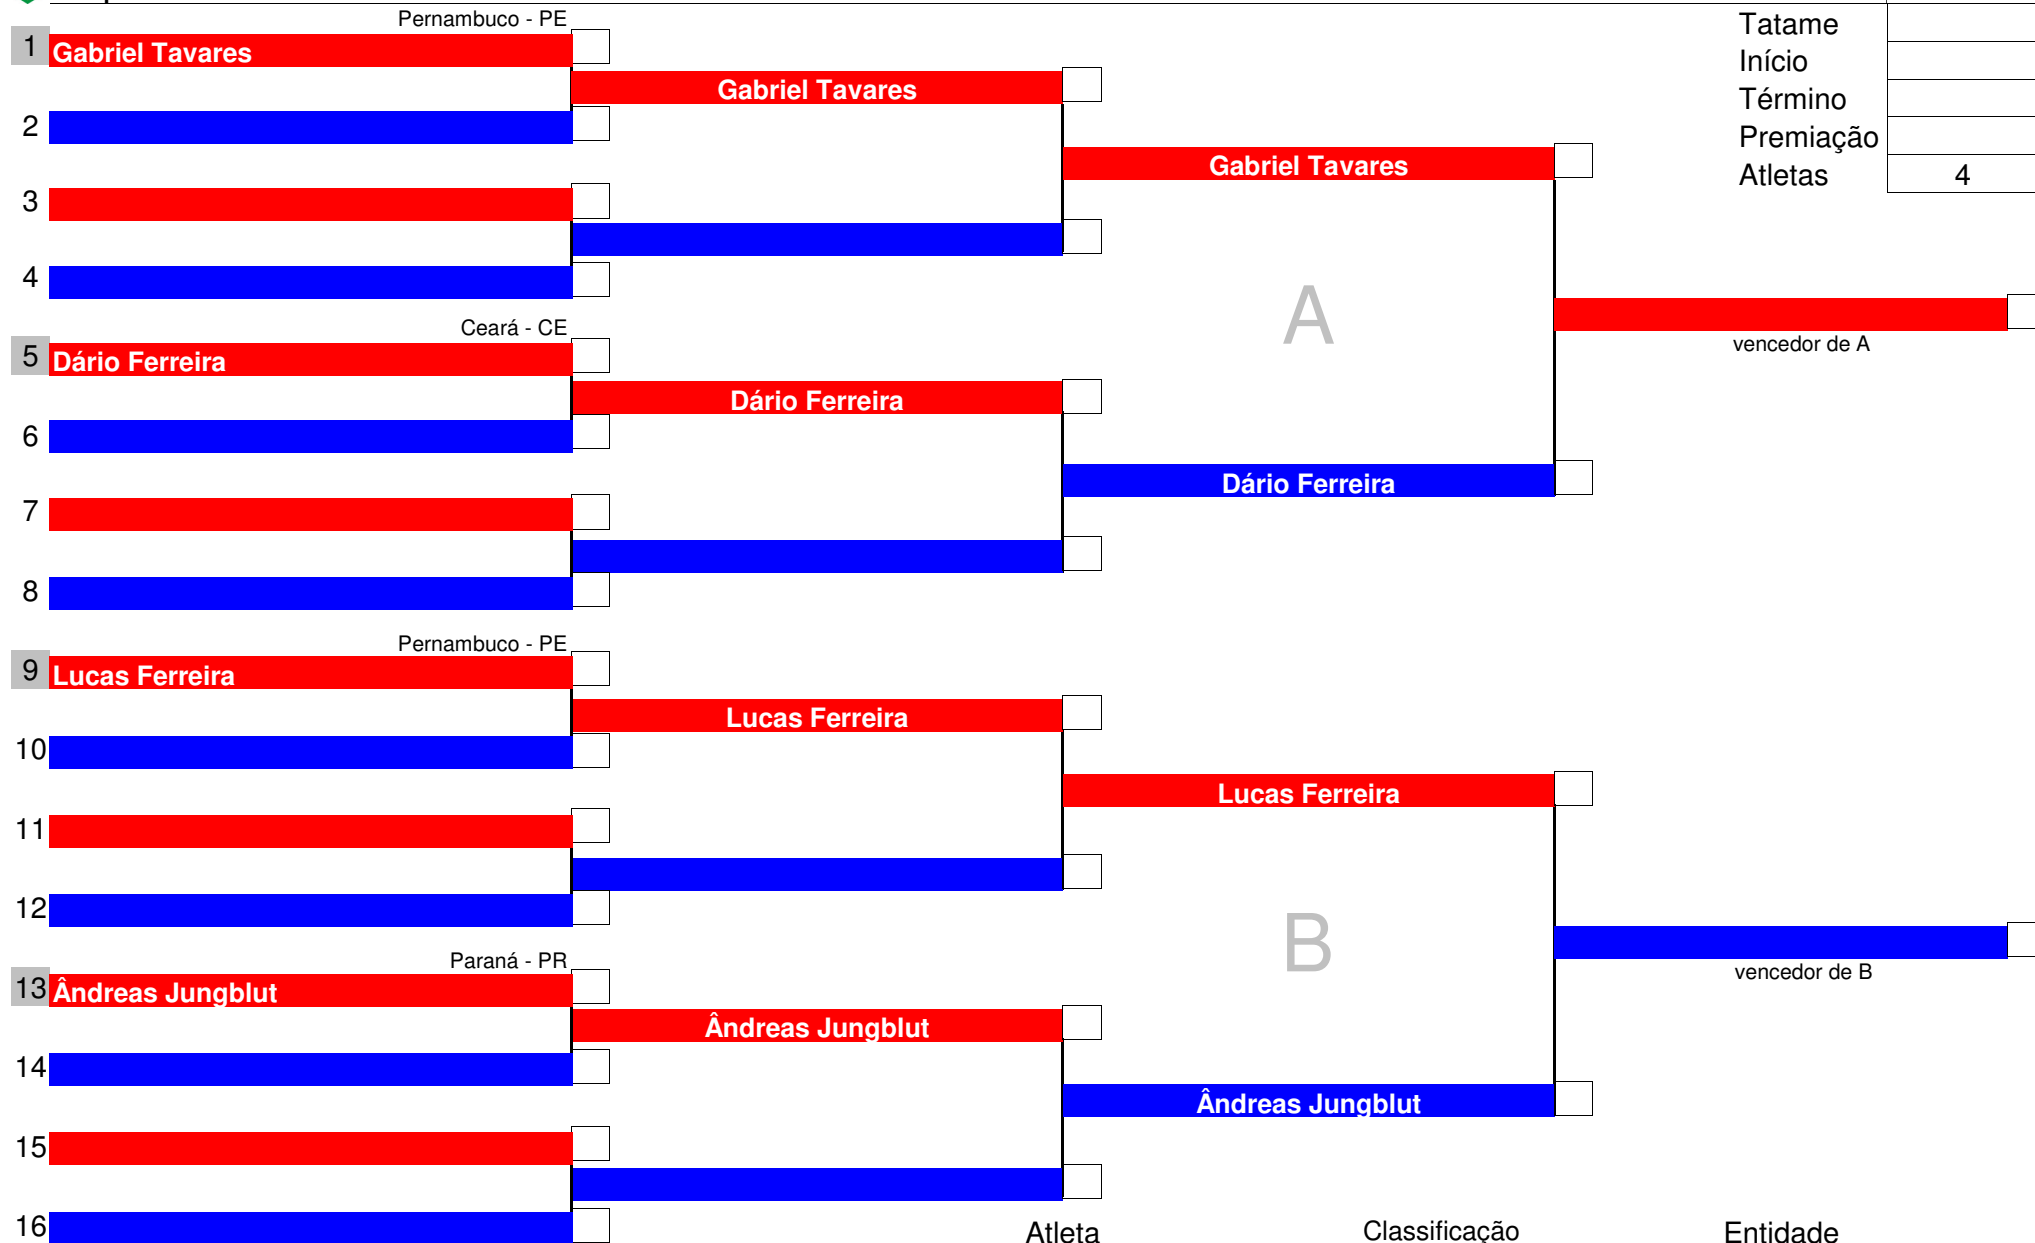 Pernambuco - PE
1 Gabriel Tavares
Gabriel Tavares
2
Gabriel Tavares
3
4
Tatame
Início
Término
Premiação
Atletas 4
A
vencedor de A
Ceará - CE
5 Dário Ferreira
Dário Ferreira
6
Dário Ferreira
7
8
Pernambuco - PE
9 Lucas Ferreira
Lucas Ferreira
10
Lucas Ferreira
11
12
B
vencedor de B
Paraná - PR
13 Ândreas Jungblut
Ândreas Jungblut
14
Ândreas Jungblut
15
16
Atleta Classificação Entidade